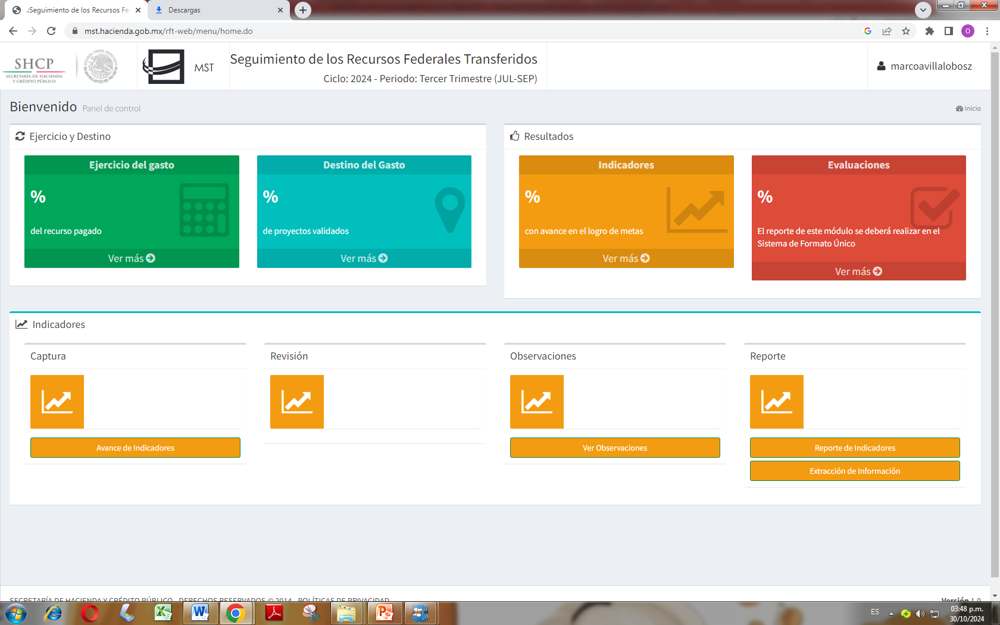 .:Seguimiento de los Recursos Fe
Descargas
mst.hacienda.gob.mx/rft-web/menu/home.do
SHCP
SECRETARÍA DE HACIENDA
Y CRÉDITO PÚBLICO
ESTADOS UNIDOS MEXICANOS
MST
Seguimiento de los Recursos Federales Transferidos
Ciclo: 2024 - Periodo: Tercer Trimestre (JUL-SEP)
marcoavillalobosz
Bienvenido Panel de control
Inicio
Ejercicio y Destino
Ejercicio del gasto
%
del recurso pagado
Ver más
Destino del Gasto
%
de proyectos validados
Ver más
Resultados
Indicadores
%
con avance en el logro de metas
Ver más
Evaluaciones
%
El reporte de este módulo se deberá realizar en el
Sistema de Formato Único
Ver más
Indicadores
Captura
Avance de Indicadores
Revisión
Observaciones
Ver Observaciones
Reporte
Reporte de Indicadores
Extracción de Información
SECRETARÍA DE HACIENDA Y CRÉDITO PÚBLICO - DERECHOS RESERVADOS © 2014 - POLÍTICAS DE PRIVACIDAD
Versión 1.0
ES
03:48 p.m.
30/10/2024